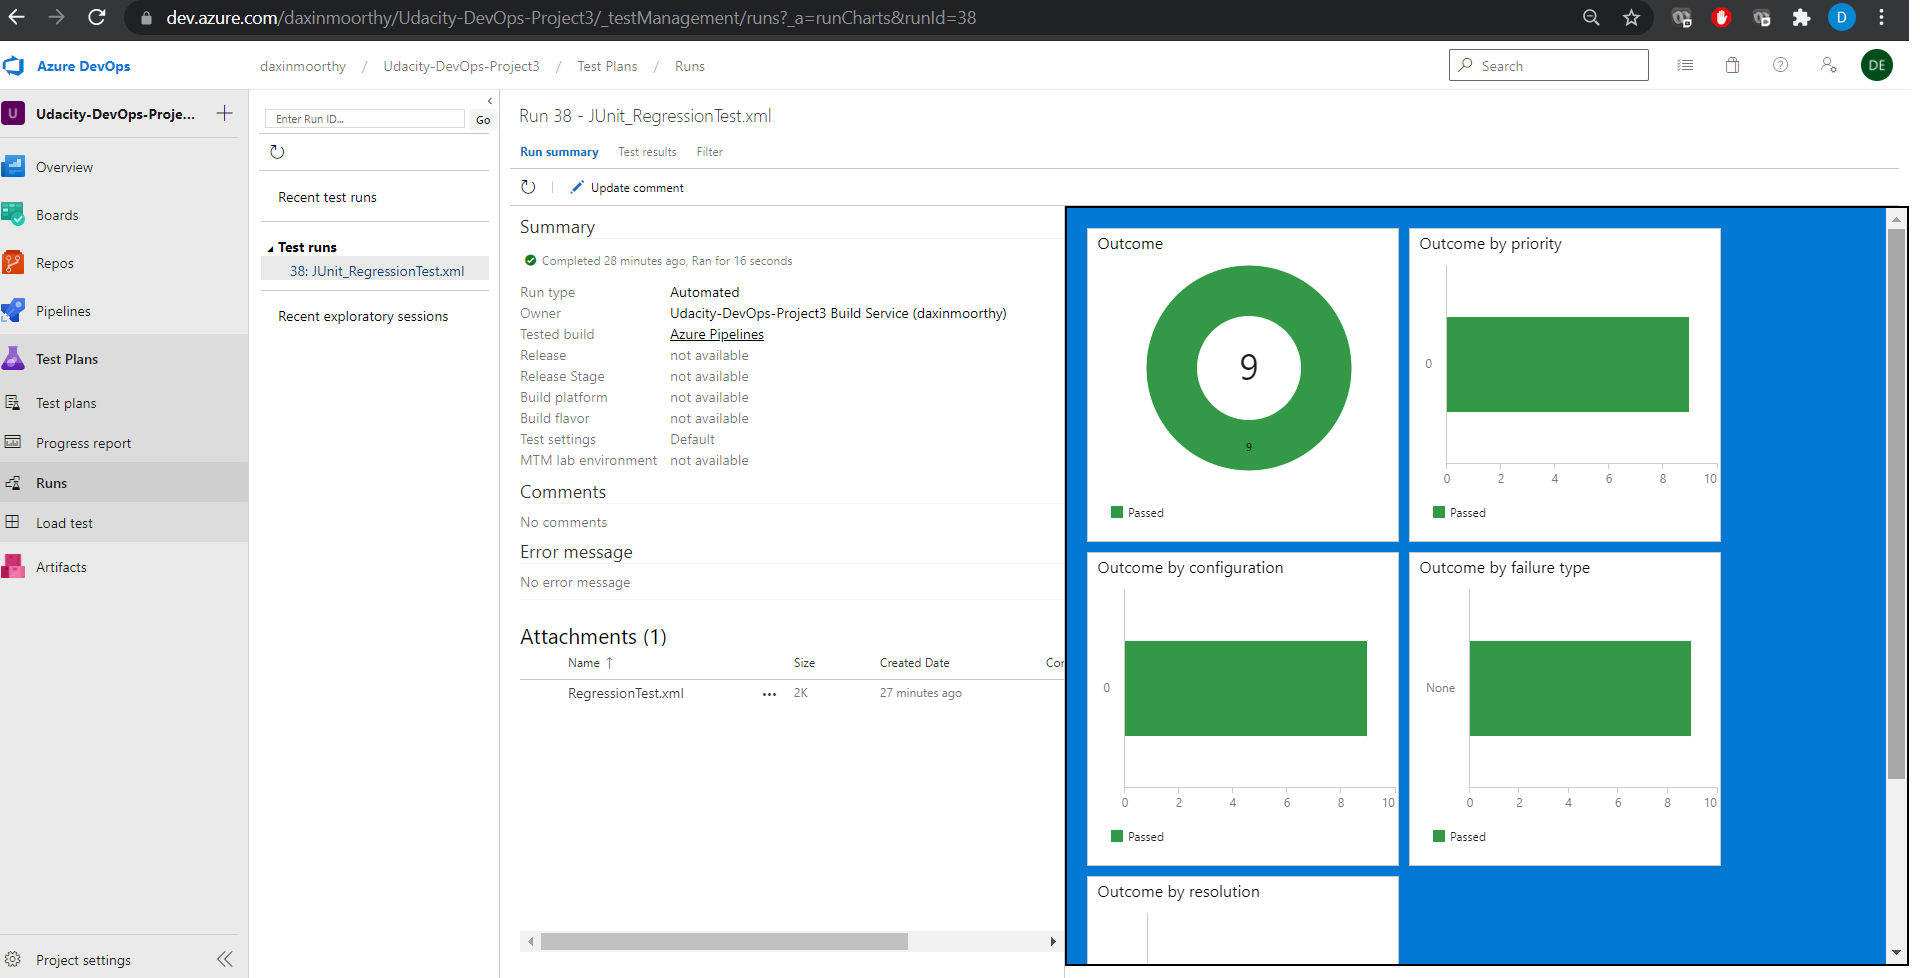 dev.azure.com/daxinmoorthy/Udacity-DevOps-Project3/_testManagement/runs?_a=runCharts&runId=38
D
Azure DevOps
daxinmoorthy / Udacity-DevOps-Project3 / Test Plans / Runs
Search
DE
U Udacity-DevOps-Proje... +
Overview
Boards
Repos
Pipelines
Test Plans
Test plans
Progress report
Runs
Load test
Artifacts
Project settings
Enter Run ID... Go
Recent test runs
Test runs
38: JUnit_RegressionTest.xml
Recent exploratory sessions
Run 38 - JUnit_RegressionTest.xml
Run summary Test results Filter
Update comment
Summary
Completed 28 minutes ago, Ran for 16 seconds
Run type Automated
Owner Udacity-DevOps-Project3 Build Service (daxinmoorthy)
Tested build Azure Pipelines
Release not available
Release Stage not available
Build platform not available
Build flavor not available
Test settings Default
MTM lab environment not available
Comments
No comments
Error message
No error message
Attachments (1)
Name ↑ Size Created Date Cor
RegressionTest.xml ... 2K 27 minutes ago
Outcome
9
9
Passed
Outcome by priority
0
0 2 4 6 8 10
Passed
Outcome by configuration
0
0 2 4 6 8 10
Passed
Outcome by failure type
None
0 2 4 6 8 10
Passed
Outcome by resolution